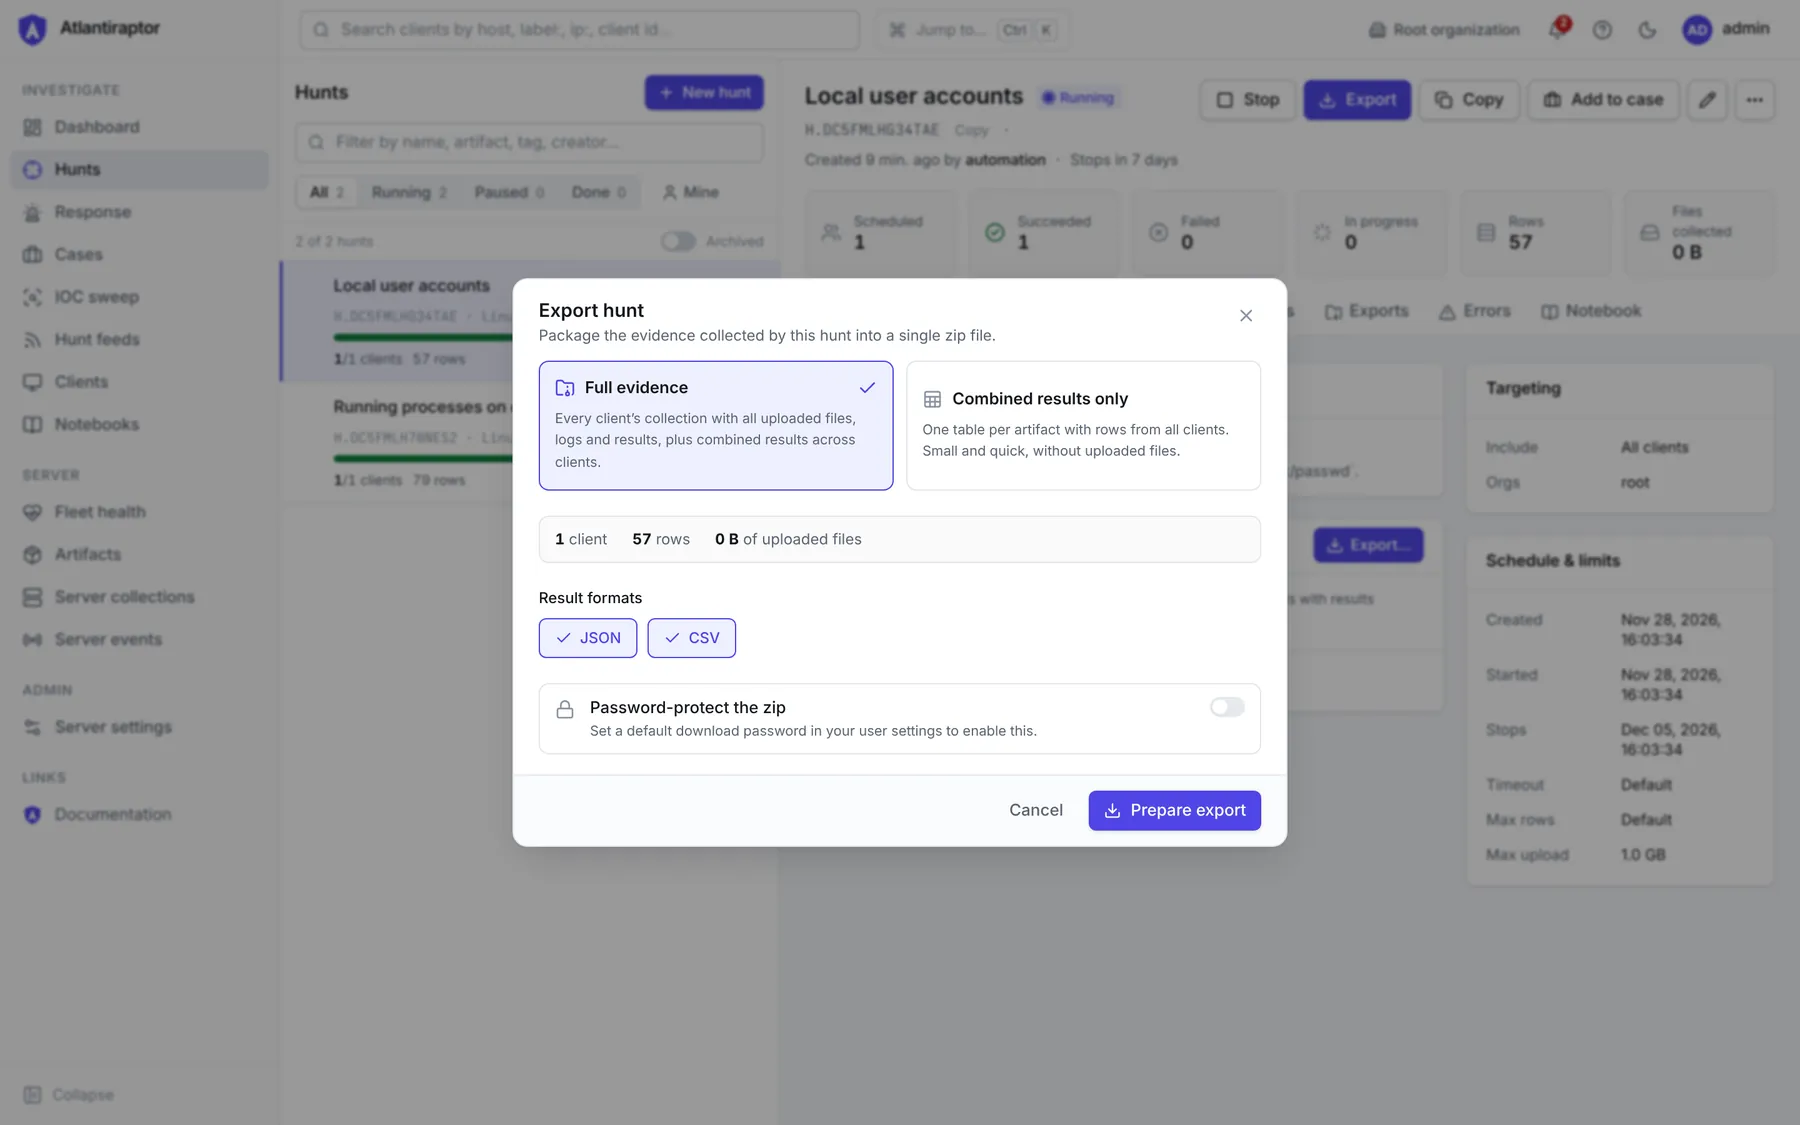 Atlantiraptor
Search clients by host, label:, ip:, client id...
Jump to... Ctrl K
Root organization
2
AD admin
INVESTIGATE
Dashboard
Hunts
Response
Cases
IOC sweep
Hunt feeds
Clients
Notebooks
SERVER
Fleet health
Artifacts
Server collections
Server events
ADMIN
Server settings
LINKS
Documentation
Collapse
Hunts
New hunt
Filter by name, artifact, tag, creator...
All 2 Running 2 Paused 0 Done 0 Mine
2 of 2 hunts
Archived
Local user accounts
H.DC5FMLHG34TAE · Linu
1/1 clients 57 rows
Running processes on
H.DC5FMLH78NES2 · Linu
1/1 clients 79 rows
Local user accounts Running
Stop Export Copy Add to case
H.DC5FMLHG34TAE Copy ·
Created 9 min. ago by automation · Stops in 7 days
Scheduled
1
Succeeded
1
Failed
0
In progress
0
Rows
57
Files
collected
0 B
s Exports Errors Notebook
/passwd`.
Export...
s with results
Targeting
Include All clients
Orgs root
Schedule & limits
Created Nov 28, 2026,
16:03:34
Started Nov 28, 2026,
16:03:34
Stops Dec 05, 2026,
16:03:34
Timeout Default
Max rows Default
Max upload 1.0 GB
Export hunt
Package the evidence collected by this hunt into a single zip file.
Full evidence
Every client’s collection with all uploaded files,
logs and results, plus combined results across
clients.
Combined results only
One table per artifact with rows from all clients.
Small and quick, without uploaded files.
1 client 57 rows 0 B of uploaded files
Result formats
JSON CSV
Password-protect the zip
Set a default download password in your user settings to enable this.
Cancel Prepare export